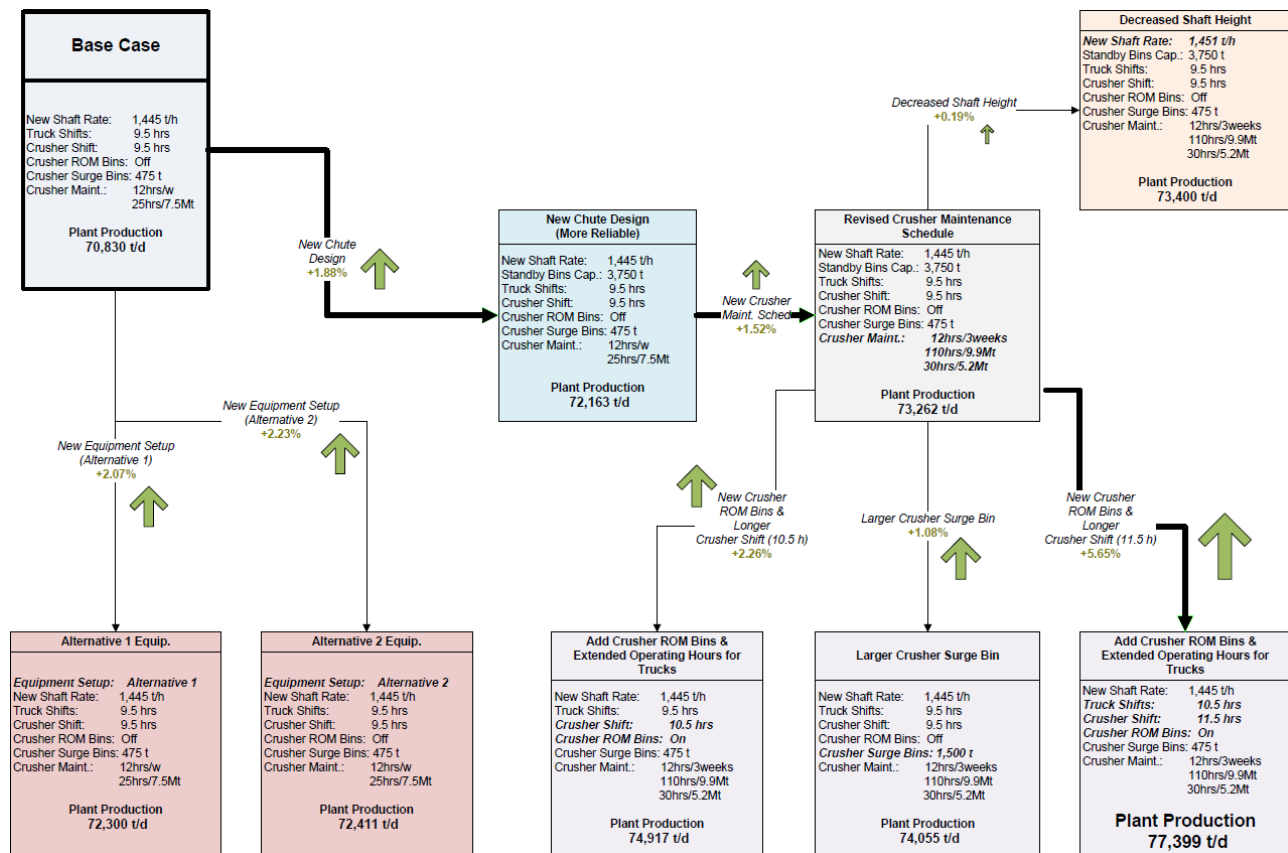 Base Case
New Shaft Rate: 1,445 t/h
Truck Shifts: 9.5 hrs
Crusher Shift: 9.5 hrs
Crusher ROM Bins: Off
Crusher Surge Bins: 475 t
Crusher Maint.: 12hrs/w
25hrs/7.5Mt
Plant Production
70,830 t/d
New Chute
Design
+1.88%
New Chute Design
(More Reliable)
New Shaft Rate: 1,445 t/h
Standby Bins Cap.: 3,750 t
Truck Shifts: 9.5 hrs
Crusher Shift: 9.5 hrs
Crusher ROM Bins: Off
Crusher Surge Bins: 475 t
Crusher Maint.: 12hrs/w
25hrs/7.5Mt
Plant Production
72,163 t/d
New Crusher
Maint. Sched
+1.52%
Revised Crusher Maintenance
Schedule
New Shaft Rate: 1,445 t/h
Standby Bins Cap.: 3,750 t
Truck Shifts: 9.5 hrs
Crusher Shift: 9.5 hrs
Crusher ROM Bins: Off
Crusher Surge Bins: 475 t
Crusher Maint.: 12hrs/3weeks
110hrs/9.9Mt
30hrs/5.2Mt
Plant Production
73,262 t/d
Decreased Shaft Height
+0.19%
Decreased Shaft Height
New Shaft Rate: 1,451 t/h
Standby Bins Cap.: 3,750 t
Truck Shifts: 9.5 hrs
Crusher Shift: 9.5 hrs
Crusher ROM Bins: Off
Crusher Surge Bins: 475 t
Crusher Maint.: 12hrs/3weeks
110hrs/9.9Mt
30hrs/5.2Mt
Plant Production
73,400 t/d
New Equipment Setup
(Alternative 1)
+2.07%
New Equipment Setup
(Alternative 2)
+2.23%
New Crusher
ROM Bins &
Longer
Crusher Shift (10.5 h)
+2.26%
Larger Crusher Surge Bin
+1.08%
New Crusher
ROM Bins &
Longer
Crusher Shift (11.5 h)
+5.65%
Alternative 1 Equip.
Equipment Setup: Alternative 1
New Shaft Rate: 1,445 t/h
Truck Shifts: 9.5 hrs
Crusher Shift: 9.5 hrs
Crusher ROM Bins: Off
Crusher Surge Bins: 475 t
Crusher Maint.: 12hrs/w
25hrs/7.5Mt
Plant Production
72,300 t/d
Alternative 2 Equip.
Equipment Setup: Alternative 2
New Shaft Rate: 1,445 t/h
Truck Shifts: 9.5 hrs
Crusher Shift: 9.5 hrs
Crusher ROM Bins: Off
Crusher Surge Bins: 475 t
Crusher Maint.: 12hrs/w
25hrs/7.5Mt
Plant Production
72,411 t/d
Add Crusher ROM Bins &
Extended Operating Hours for
Trucks
New Shaft Rate: 1,445 t/h
Truck Shifts: 9.5 hrs
Crusher Shift: 10.5 hrs
Crusher ROM Bins: On
Crusher Surge Bins: 475 t
Crusher Maint.: 12hrs/3weeks
110hrs/9.9Mt
30hrs/5.2Mt
Plant Production
74,917 t/d
Larger Crusher Surge Bin
New Shaft Rate: 1,445 t/h
Truck Shifts: 9.5 hrs
Crusher Shift: 9.5 hrs
Crusher ROM Bins: Off
Crusher Surge Bins: 1,500 t
Crusher Maint.: 12hrs/3weeks
110hrs/9.9Mt
30hrs/5.2Mt
Plant Production
74,055 t/d
Add Crusher ROM Bins &
Extended Operating Hours for
Trucks
New Shaft Rate: 1,445 t/h
Truck Shifts: 10.5 hrs
Crusher Shift: 11.5 hrs
Crusher ROM Bins: On
Crusher Surge Bins: 475 t
Crusher Maint.: 12hrs/3weeks
110hrs/9.9Mt
30hrs/5.2Mt
Plant Production
77,399 t/d